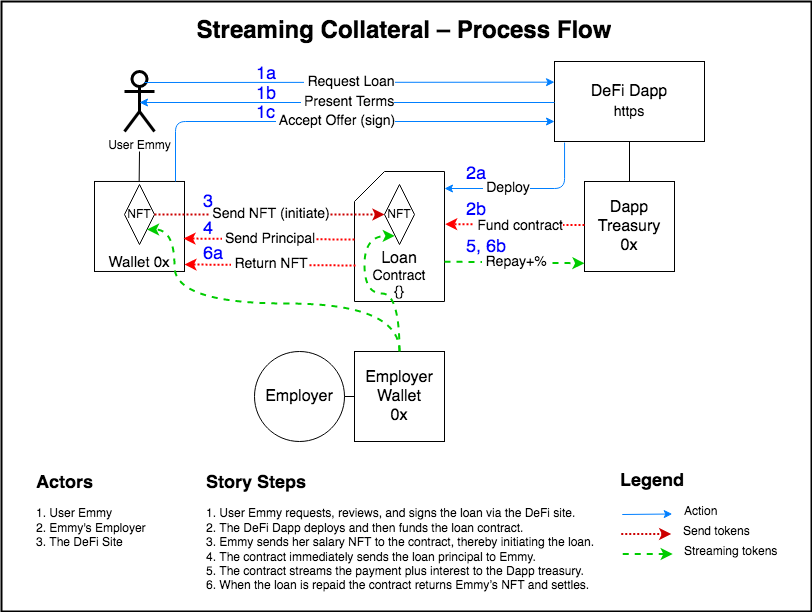 Streaming Collateral – Process Flow
1a
Request Loan
1b
Present Terms
1c
Accept Offer (sign)
User Emmy
DeFi Dapp
https
2a
Deploy
3
Send NFT (initiate)
NFT
NFT
2b
Fund contract
Dapp
Treasury
0x
4
Send Principal
5, 6b
Repay+%
6a
Return NFT
Wallet 0x
Loan
Contract
{}
Employer
Employer
Wallet
0x
Actors
1. User Emmy
2. Emmy's Employer
3. The DeFi Site
Story Steps
1. User Emmy requests, reviews, and signs the loan via the DeFi site.
2. The DeFi Dapp deploys and then funds the loan contract.
3. Emmy sends her salary NFT to the contract, thereby initiating the loan.
4. The contract immediately sends the loan principal to Emmy.
5. The contract streams the payment plus interest to the Dapp treasury.
6. When the loan is repaid the contract returns Emmy's NFT and settles.
Legend
Action
Send tokens
Streaming tokens